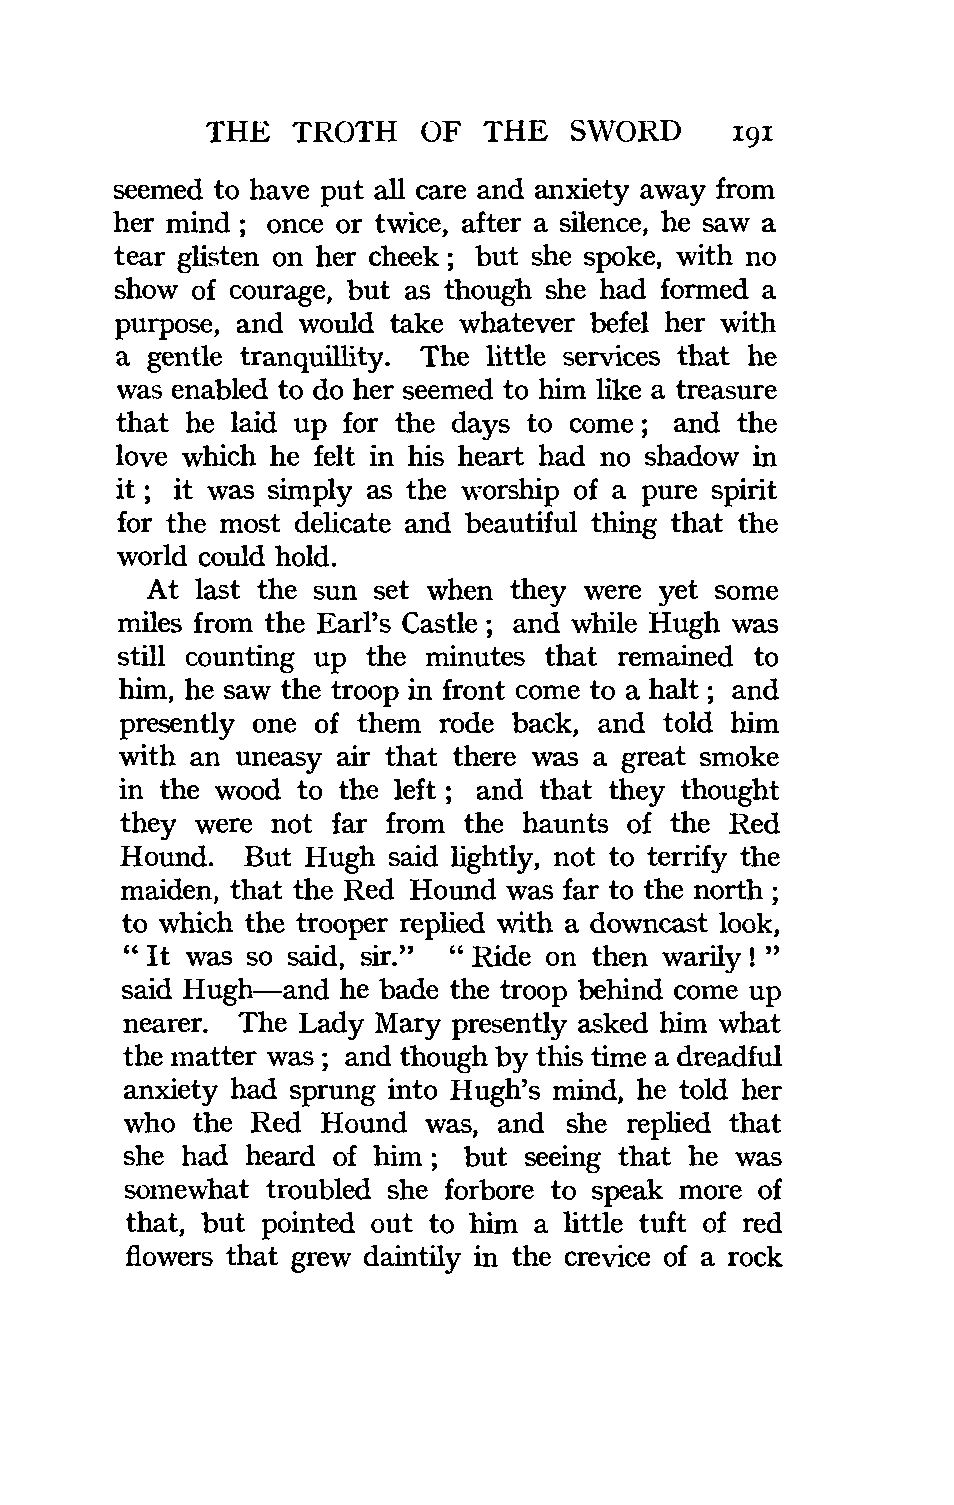 THE TROTH OF THE SWORD 191
seemed to have put all care and anxiety away from
her mind ; once or twice, after a silence, he saw a
tear glisten on her cheek ; but she spoke, with no
show of courage, but as though she had formed a
purpose, and would take whatever befel her with
a gentle tranquillity. The little services that he
was enabled to do her seemed to him like a treasure
that he laid up for the days to come ; and the
love which he felt in his heart had no shadow in
it ; it was simply as the worship of a pure spirit
for the most delicate and beautiful thing that the
world could hold.
At last the sun set when they were yet some
miles from the Earl's Castle ; and while Hugh was
still counting up the minutes that remained to
him, he saw the troop in front come to a halt ; and
presently one of them rode back, and told him
with an uneasy air that there was a great smoke
in the wood to the left ; and that they thought
they were not far from the haunts of the Red
Hound. But Hugh said lightly, not to terrify the
maiden, that the Red Hound was far to the north ;
to which the trooper replied with a downcast look,
“ It was so said, sir.” “ Ride on then warily ! ”
said Hugh—and he bade the troop behind come up
nearer. The Lady Mary presently asked him what
the matter was ; and though by this time a dreadful
anxiety had sprung into Hugh's mind, he told her
who the Red Hound was, and she replied that
she had heard of him ; but seeing that he was
somewhat troubled she forbore to speak more of
that, but pointed out to him a little tuft of red
flowers that grew daintily in the crevice of a rock